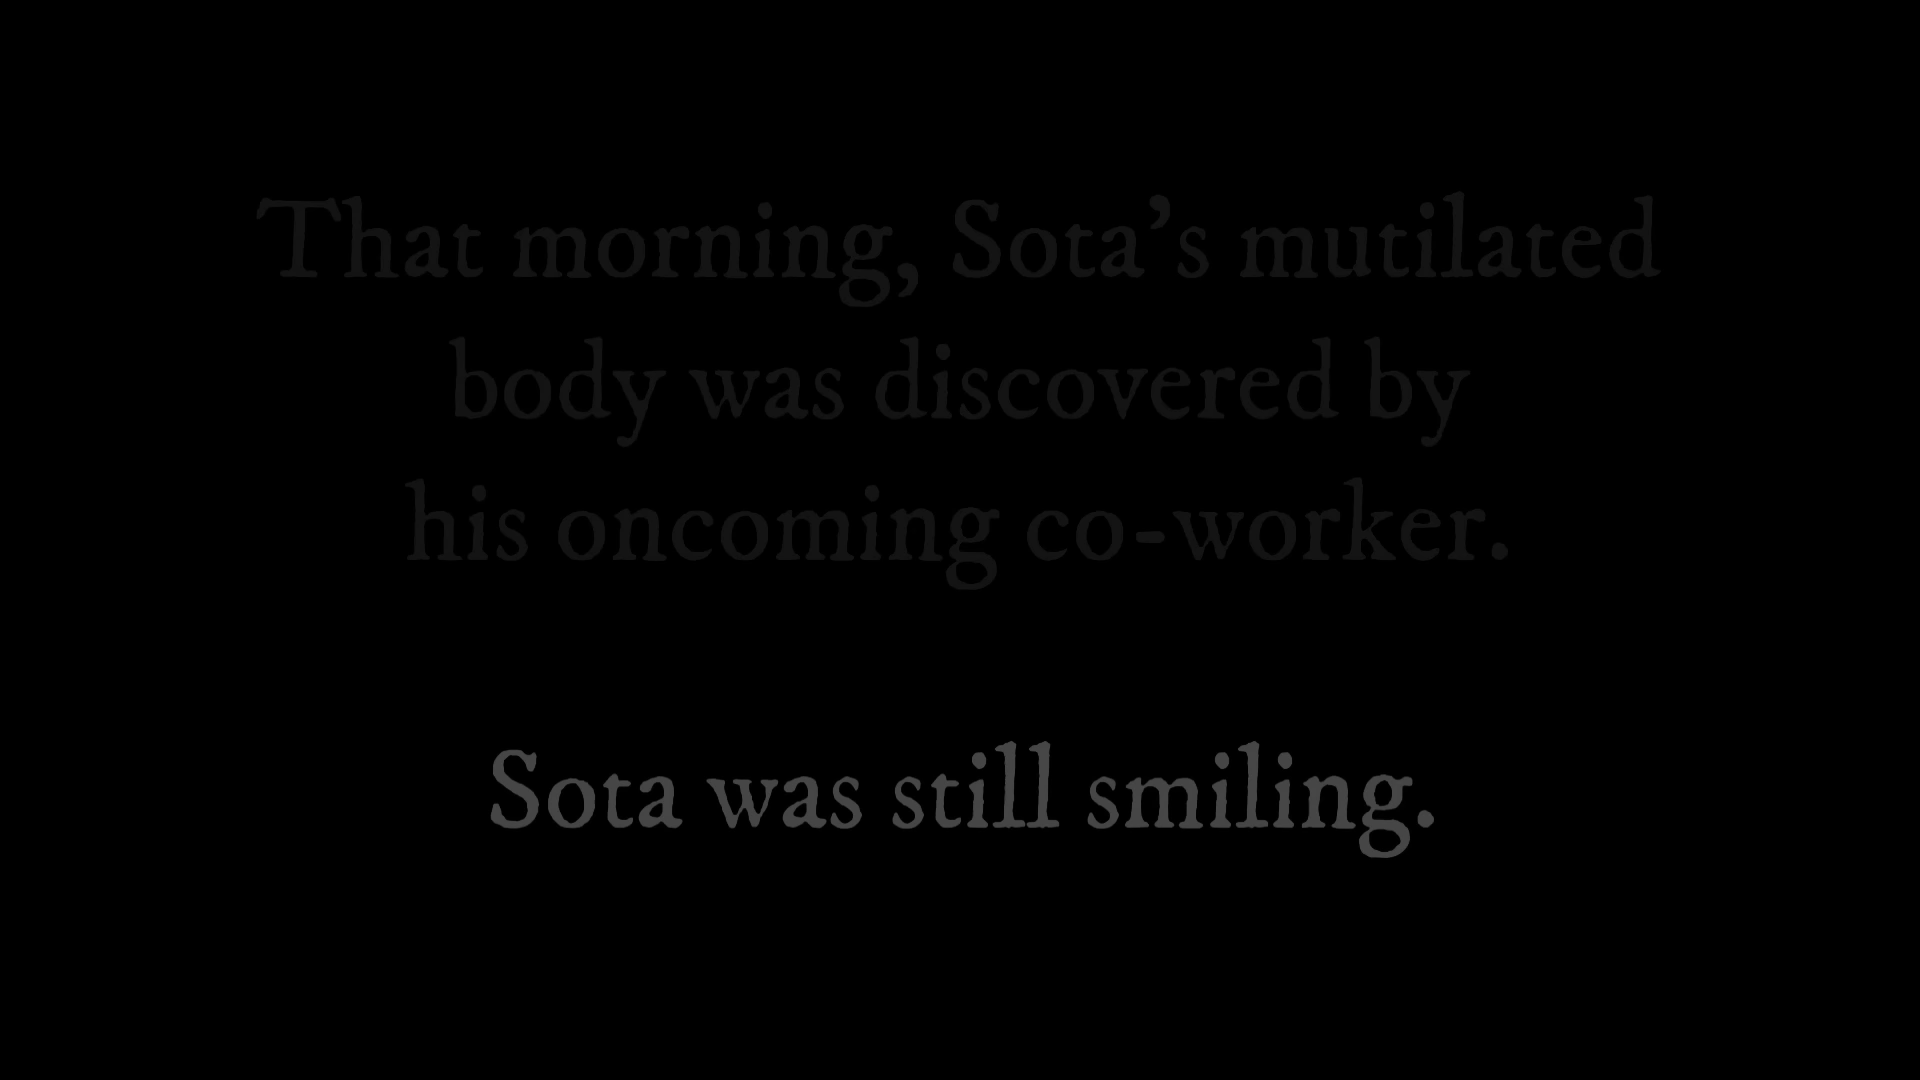 That morning, Sota’s mutilated
body was discovered by
his oncoming co-worker.
Sota was still smiling.